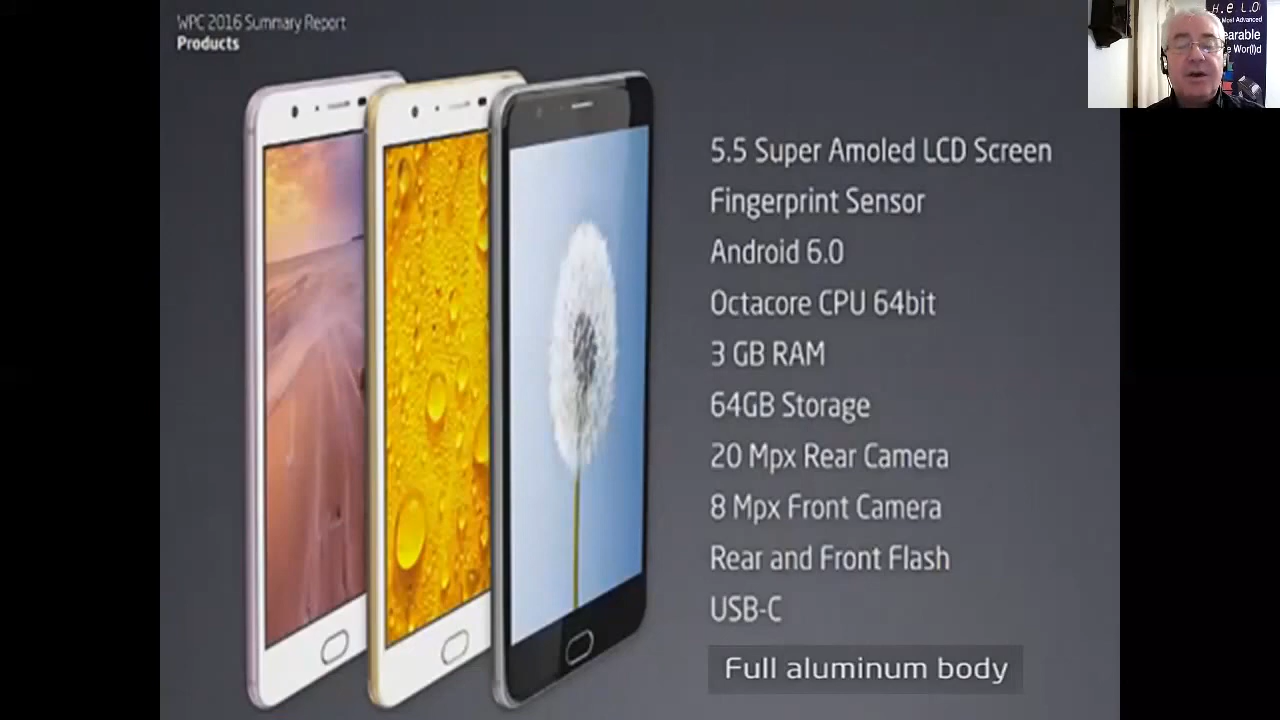 WPC 2016 Summary Report
Products
5.5 Super Amoled LCD Screen
Fingerprint Sensor
Android 6.0
Octacore CPU 64bit
3 GB RAM
64GB Storage
20 Mpx Rear Camera
8 Mpx Front Camera
Rear and Front Flash
USB-C
Full aluminum body
Most Advanced